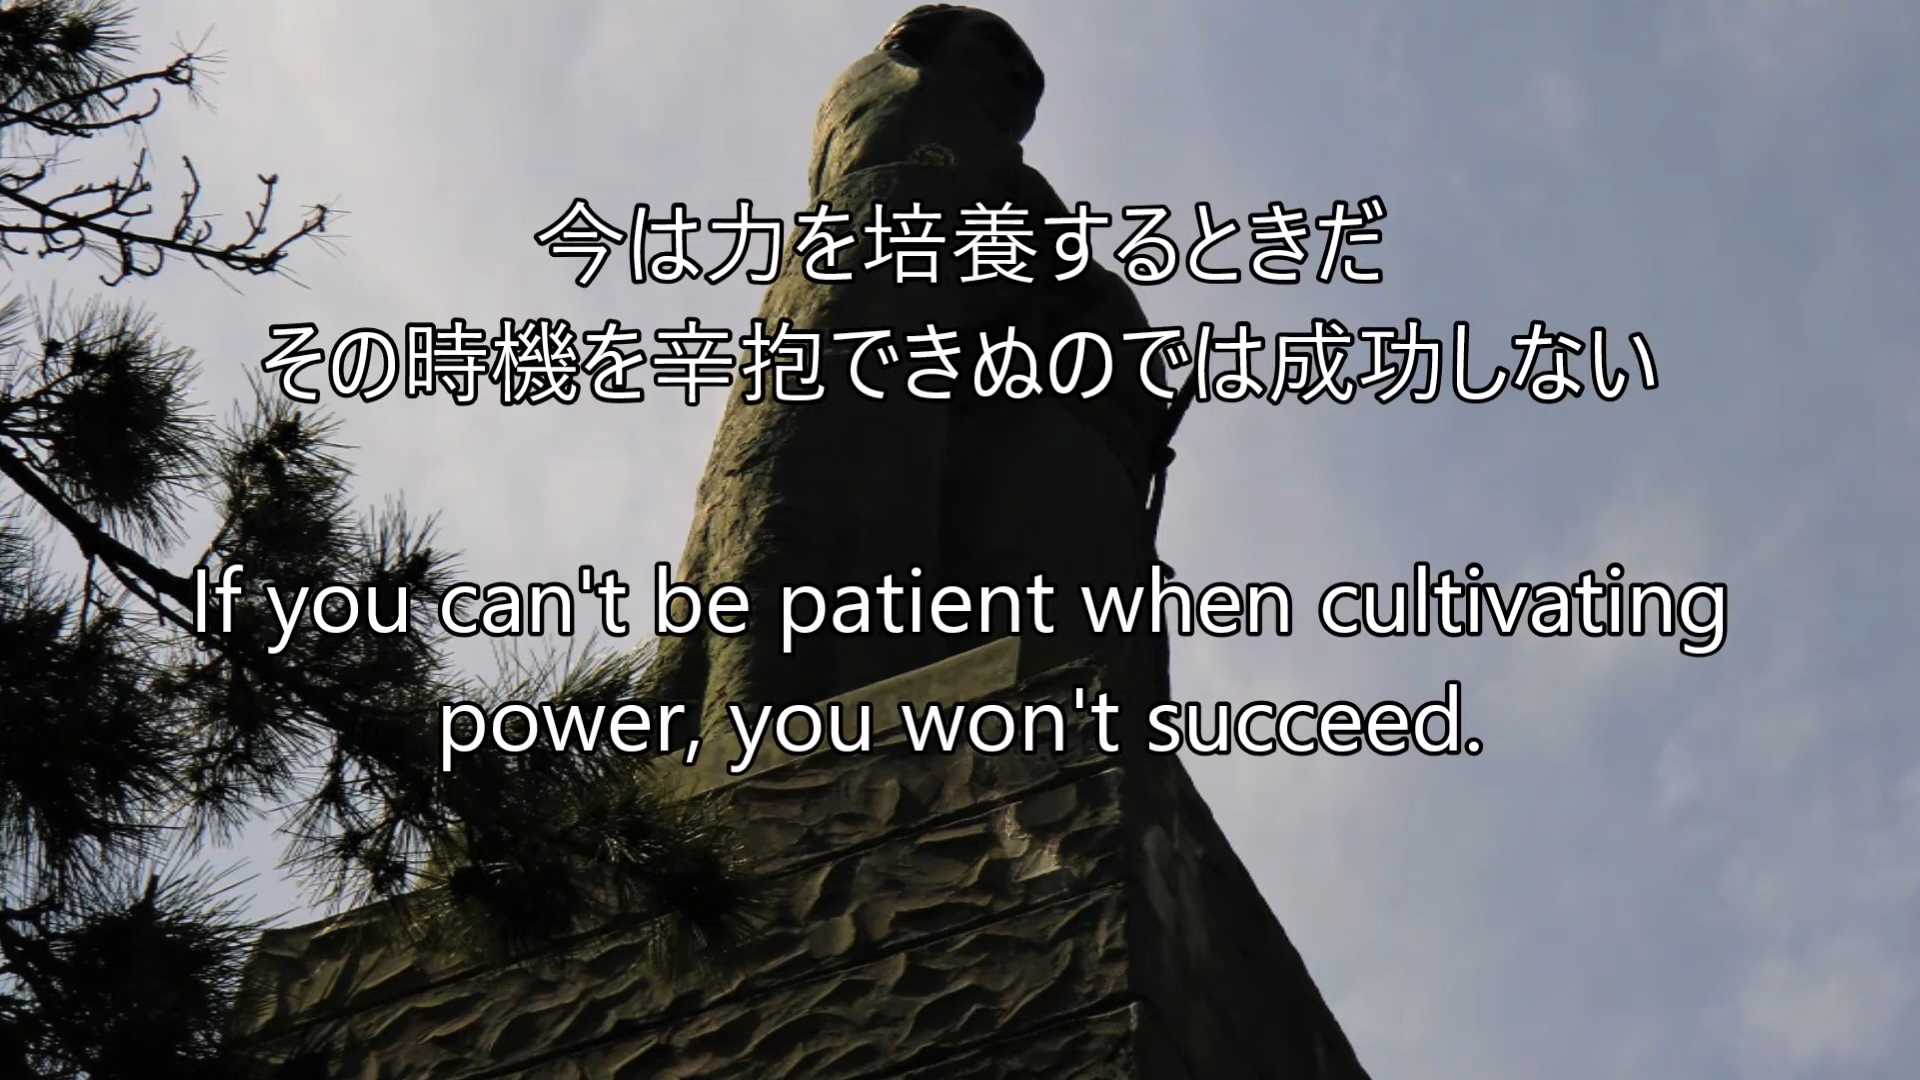 今は力を培養するときだ
その時機を辛抱できぬのでは成功しない
If you can't be patient when cultivating
power, you won't succeed.